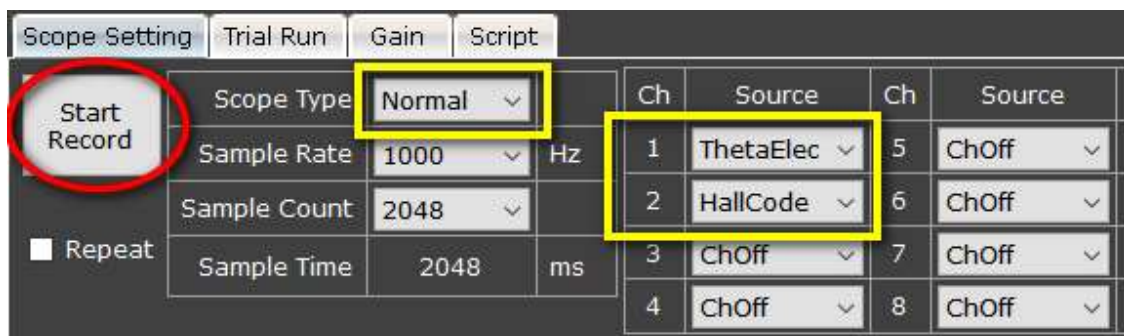 Scope Setting Trial Run Gain Script
Start Record
Scope Type Normal
Sample Rate 1000 Hz
Sample Count 2048
Sample Time 2048 ms
Repeat
Ch Source Ch Source
1 ThetaElec 5 ChOff
2 HallCode 6 ChOff
3 ChOff 7 ChOff
4 ChOff 8 ChOff